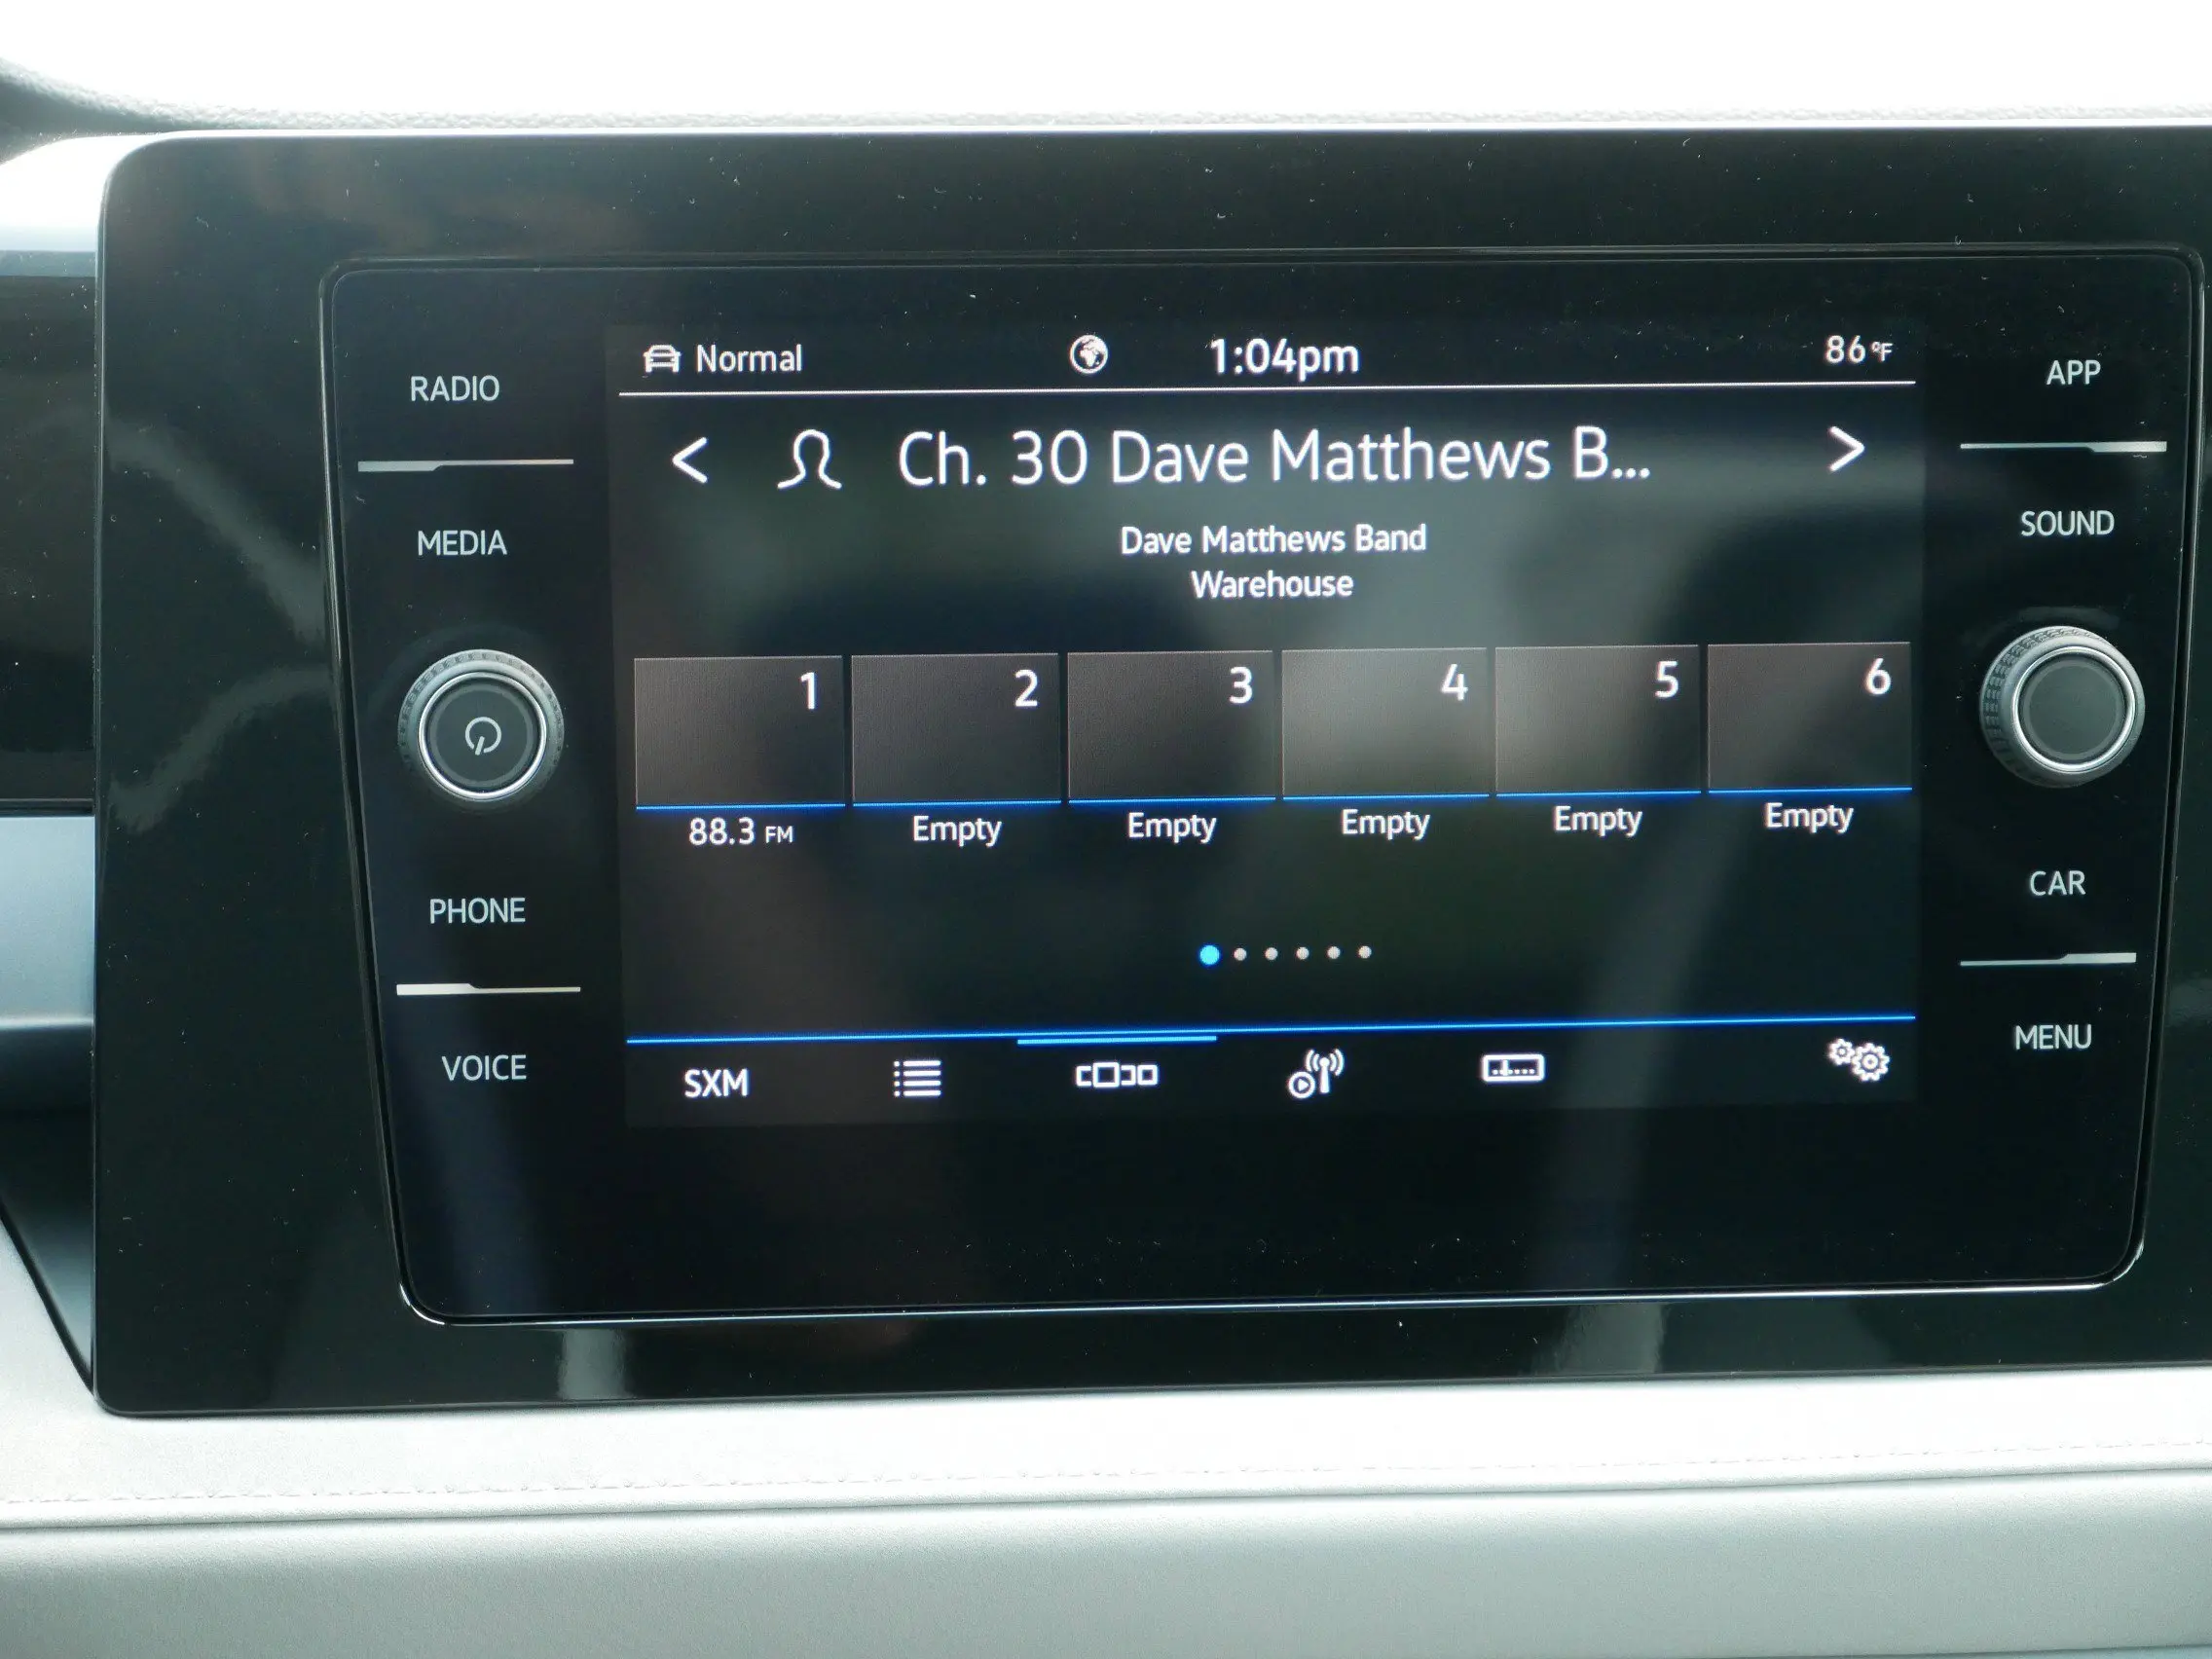 RADIO
MEDIA
PHONE
VOICE
Normal
1:04pm
86°F
< Ch. 30 Dave Matthews B... >
Dave Matthews Band
Warehouse
1 2 3 4 5 6
88.3 FM Empty Empty Empty Empty Empty
SXM
APP
SOUND
CAR
MENU